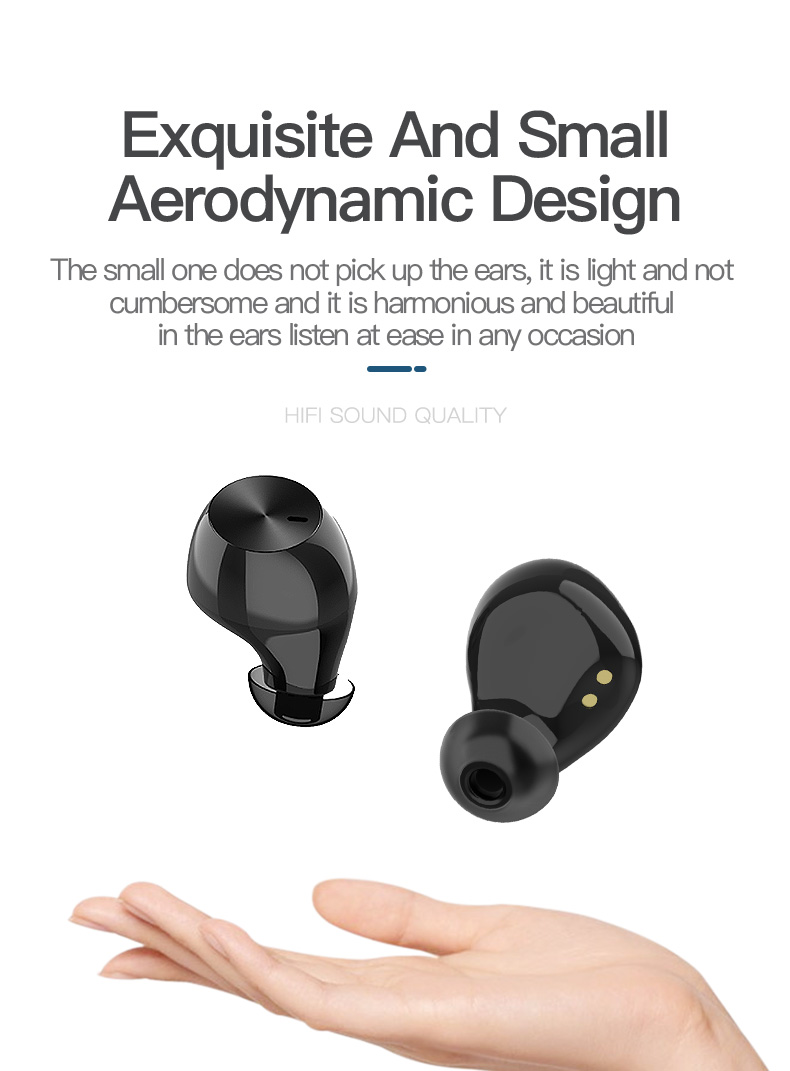 Exquisite And Small
Aerodynamic Design
The small one does not pick up the ears, it is light and not
cumbersome and it is harmonious and beautiful
in the ears listen at ease in any occasion
HIFI SOUND QUALITY